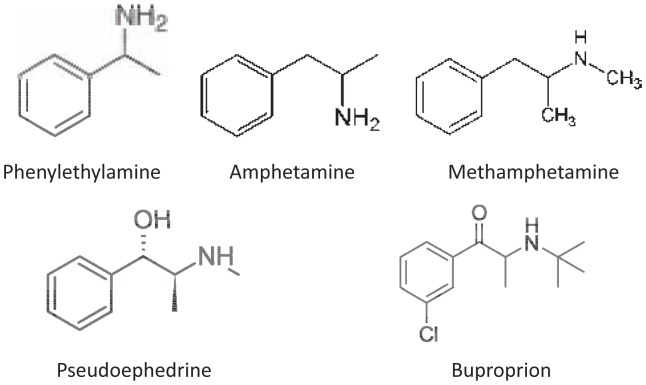 NH2
Phenylethylamine
NH2
Amphetamine
H
N
CH3
CH3
Methamphetamine
OH
NH
Pseudoephedrine
O
H
N
Cl
Buproprion